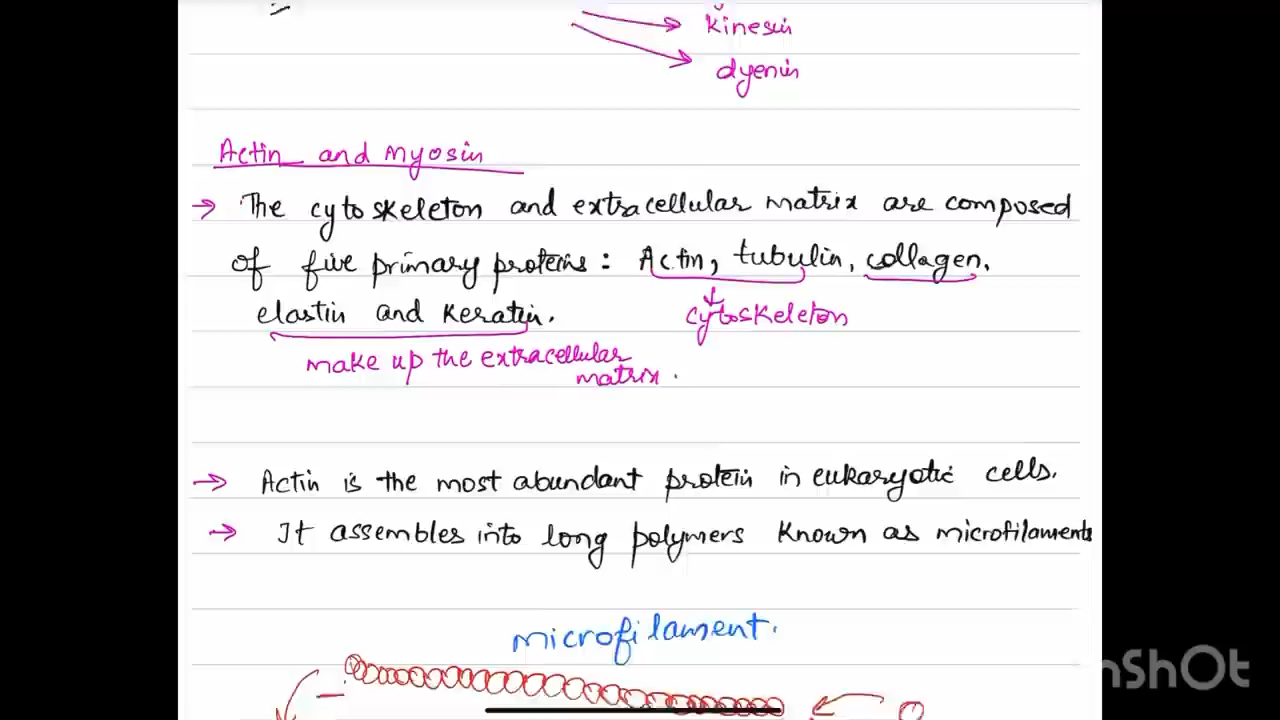 kinesin
dyenin
Actin and Myosin
→ The cytoskeleton and extracellular matrix are composed
of five primary proteins: Actin, tubulin, collagen,
elastin and keratin.
cytoskeleton
make up the extracellular
matrix.
→ Actin is the most abundant protein in eukaryotic cells.
→ It assembles into long polymers known as microfilaments
microfilament.
nShOt